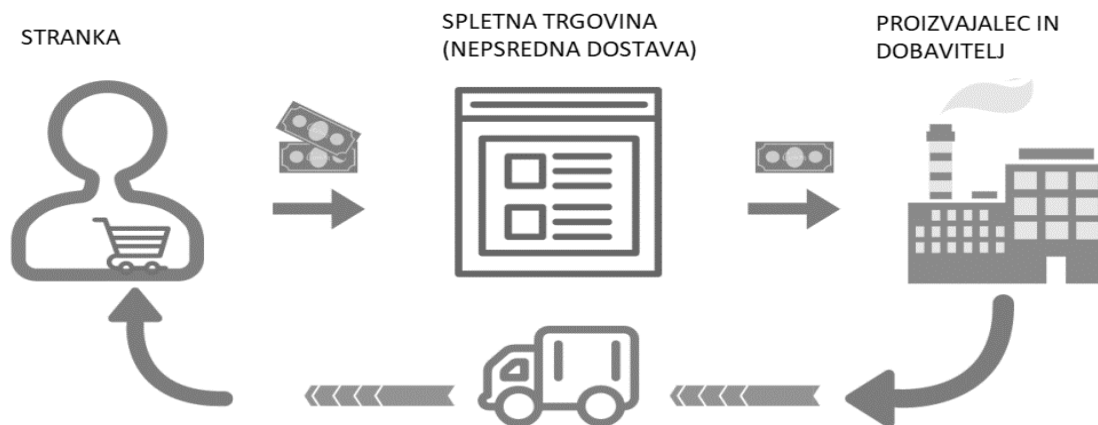 STRANKA
SPLETNA TRGOVINA
(NEPSREDNA DOSTAVA)
PROIZVAJALEC IN
DOBAVITELJ